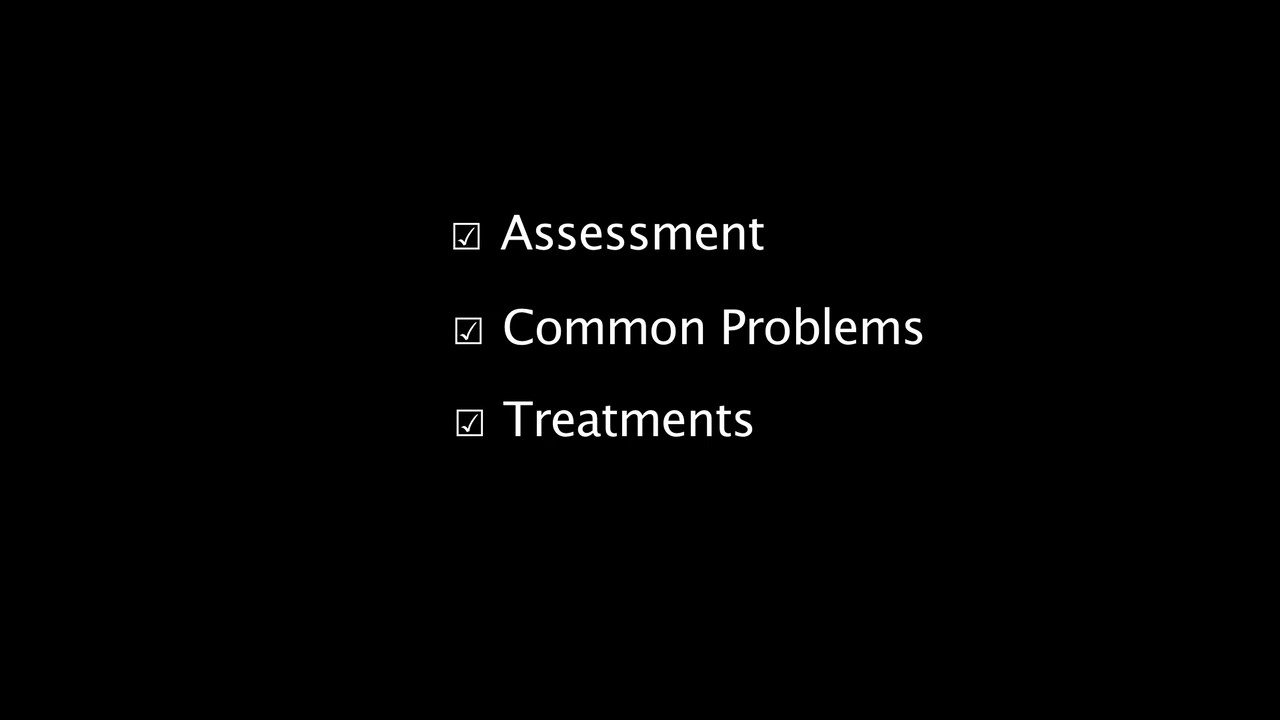 ☑ Assessment
☑ Common Problems
☑ Treatments